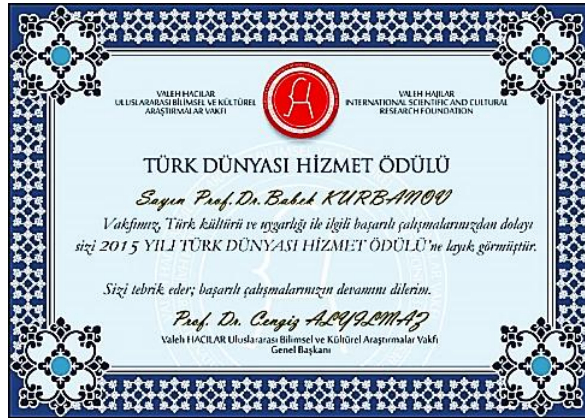 VALEH HACILAR
ULUSLARARASI BİLİMSEL VE KÜLTÜREL
ARAŞTIRMALAR VAKFI
VALEH HAJILAR
INTERNATIONAL SCIENTIFIC AND CULTURAL
RESEARCH FOUNDATION
TÜRK DÜNYASI HİZMET ÖDÜLÜ
Sayın Prof.Dr.Babek KURBANOV
Vakfımız, Türk kültürü ve uygarlığı ile ilgili başarılı çalışmalarınızdan dolayı
sizi 2015 YILI TÜRK DÜNYASI HİZMET ÖDÜLÜ'ne layık görmüştür.
Sizi tebrik eder; başarılı çalışmalarınızın devamını dilerim.
Prof. Dr. Cengiz ALYILMAZ
Valeh HACILAR Uluslararası Bilimsel ve Kültürel Araştırmalar Vakfı
Genel Başkanı